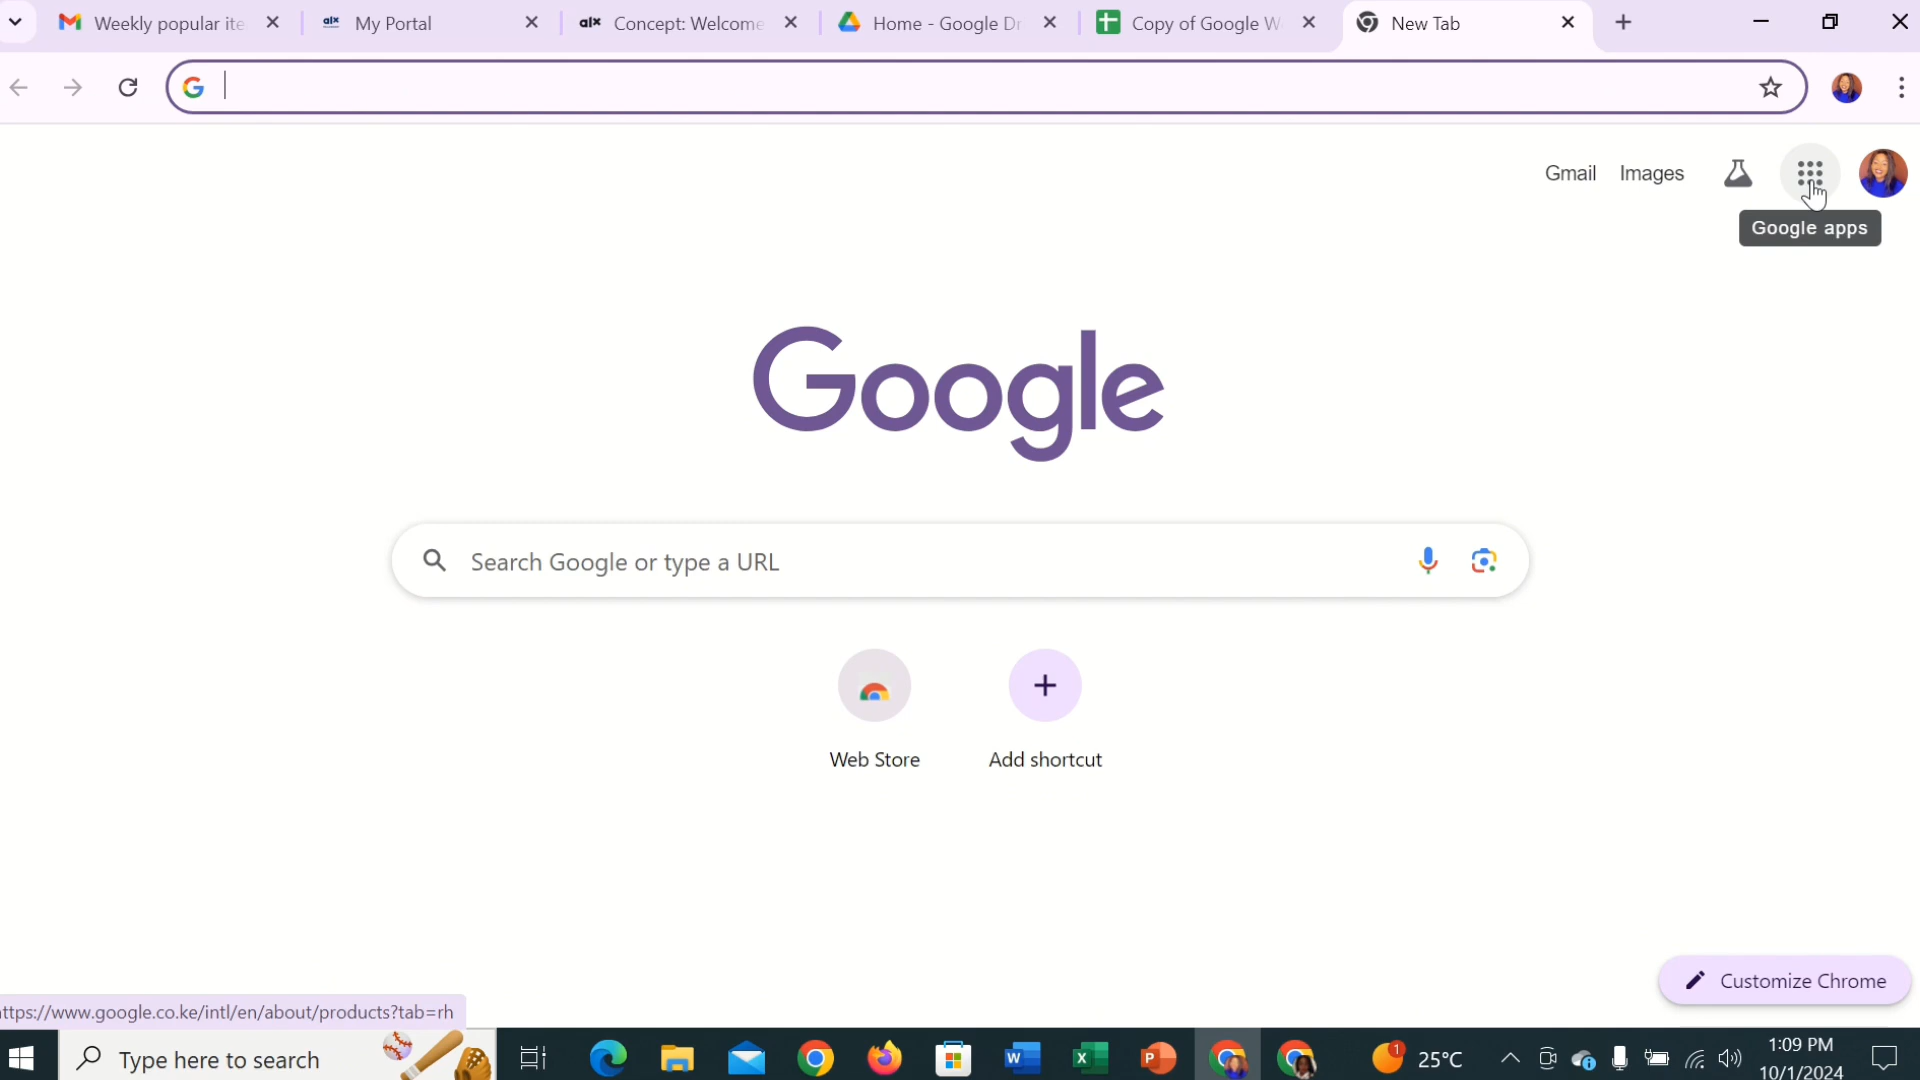 Weekly popular ite
My Portal
alx
Concept: Welcome
Home - Google Dr
Copy of Google W
New Tab
Gmail
Images
Google apps
Google
Search Google or type a URL
Web Store
Add shortcut
Customize Chrome
ttps://www.google.co.ke/intl/en/about/products?tab=rh
Type here to search
1
25°C
1:09 PM
10/1/2024